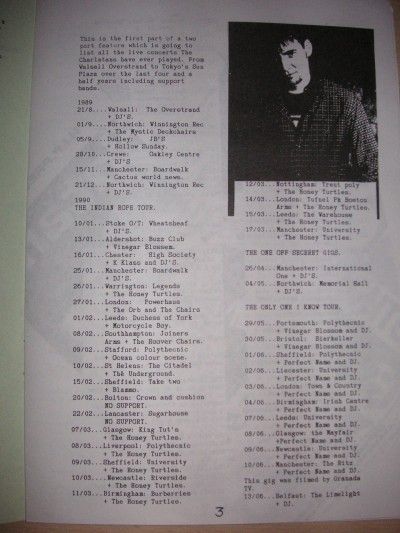 This is the first part of a two
part feature which is going to
list all the live concerts The
Charlatans have ever played. From
Walsall Overstrand to Tokyo's Sun
Plaza over the last four and a
half years including support
bands.
1989
21/8....Walsall: The Overstrand
+ DJ'S.
01/9....Northwich: Winnington Rec
+ The Mystic Deckchairs
05/9....Dudley: JB'S
+ Hollow Sunday.
28/10...Crewe: Oakley Centre
+ DJ'S
15/11...Manchester: Boardwalk
+ Cactus world news.
21/12...Northwich: Winnington Rec
+ DJ'S
1990
THE INDIAN ROPE TOUR.
10/01...Stoke O/T: Wheatsheaf
+ DJ'S.
13/01...Aldershot: Buzz Club
+ Vinegar Blossom.
16/01...Chester: High Society
+ K Klass and DJ'S.
25/01...Manchester: Boardwalk
+ DJ'S.
26/01...Warrington: Legends
+ The Honey Turtles.
27/01...London: Powerhaus
+ The Orb and The Chairs
01/02...Leeds: Duchess of York
+ Motorcycle Boy.
08/02...Southhampton: Joiners
Arms + The Hoover Chairs.
09/02...Stafford: Polythecnic
+ Ocean colour scene.
10/02...St Helens: The Citadel
+ The Underground.
15/02...Sheffield: Take two
+ Blammo.
20/02...Bolton: Crown and cushion
NO SUPPORT.
22/02...Lancaster: Sugarhouse
NO SUPPORT.
07/03...Glasgow: King Tut's
+ The Honey Turtles.
08/03...Liverpool: Polythecnic
+ The Honey Turtles.
09/03...Sheffield: University
+ The Honey Turtles.
10/03...Newcastle: Riverside
+ The Honey Turtles.
11/03...Birmingham: Burberries
+ The Honey Turtles.
12/03...Nottingham: Trent poly
+ The Honey Turtles.
14/03...London: Tufnel Pk Boston
Arms + The Honey Turtles.
15/03...Leeds: The Warehouse
+ The Honey Turtles.
17/03...Manchester: University
+ The Honey Turtles.
THE ONE OFF SECRERT GIGS.
26/04...Manchester: International
One + DJ'S.
04/05...Northwich: Memorial Hall
+ DJ'S.
THE ONLY ONE I KNOW TOUR.
29/05...Portsmouth: Polythecnic
+ Vinegar Blossom and DJ.
30/05...Bristol: Bierkeller
+ Vinegar Blossom and DJ.
01/06...Sheffield: Polythecnic
+ Perfect Name and DJ.
02/06...Liecester: University
+ Perfect Name and DJ.
03/06...London: Town & Country
+ Perfect Name and DJ.
04/06...Birmingham: Irish Centre
+ Perfect Name and DJ.
07/06...Leeds: University
+ Perfect Name and DJ.
08/06...Glasgow: the Mayfair
+Perfect Name and DJ.
09/06...Newcastle: University
+Perfect Name and DJ.
10/06...Manchester: The Ritz
+ Perfect Name and DJ.
This gig was filmed by Granada
TV.
13/06...Belfast: The Limelight
+ DJ.
3